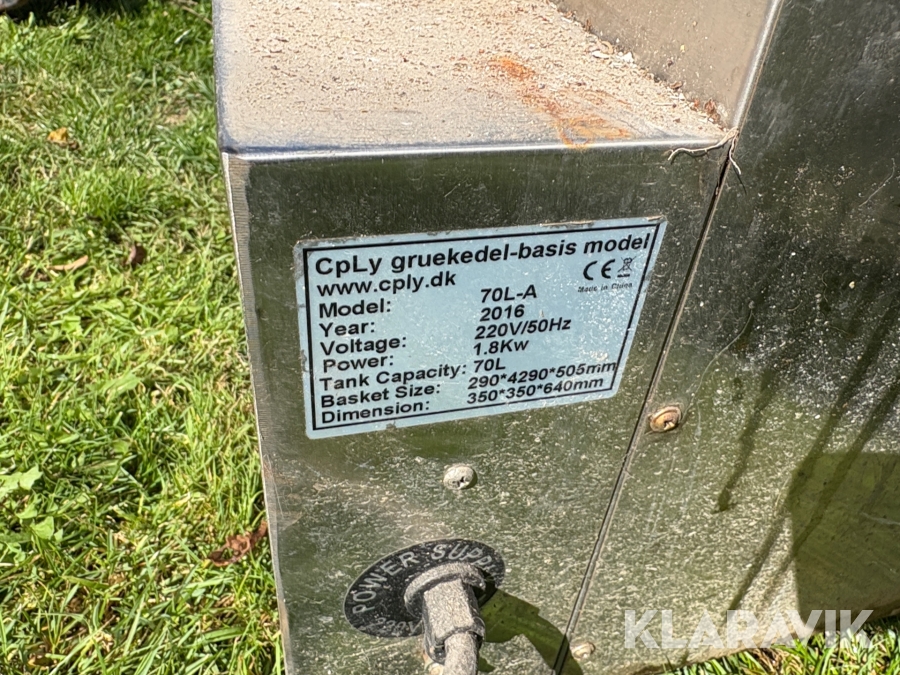 CpLy gruekedel-basis model
www.cply.dk
CE
Made in China
Model: 70L-A
Year: 2016
Voltage: 220V/50Hz
Power: 1.8Kw
Tank Capacity: 70L
Basket Size: 290*4290*505mm
Dimension: 350*350*640mm
POWER SUPP
KLARAVIK